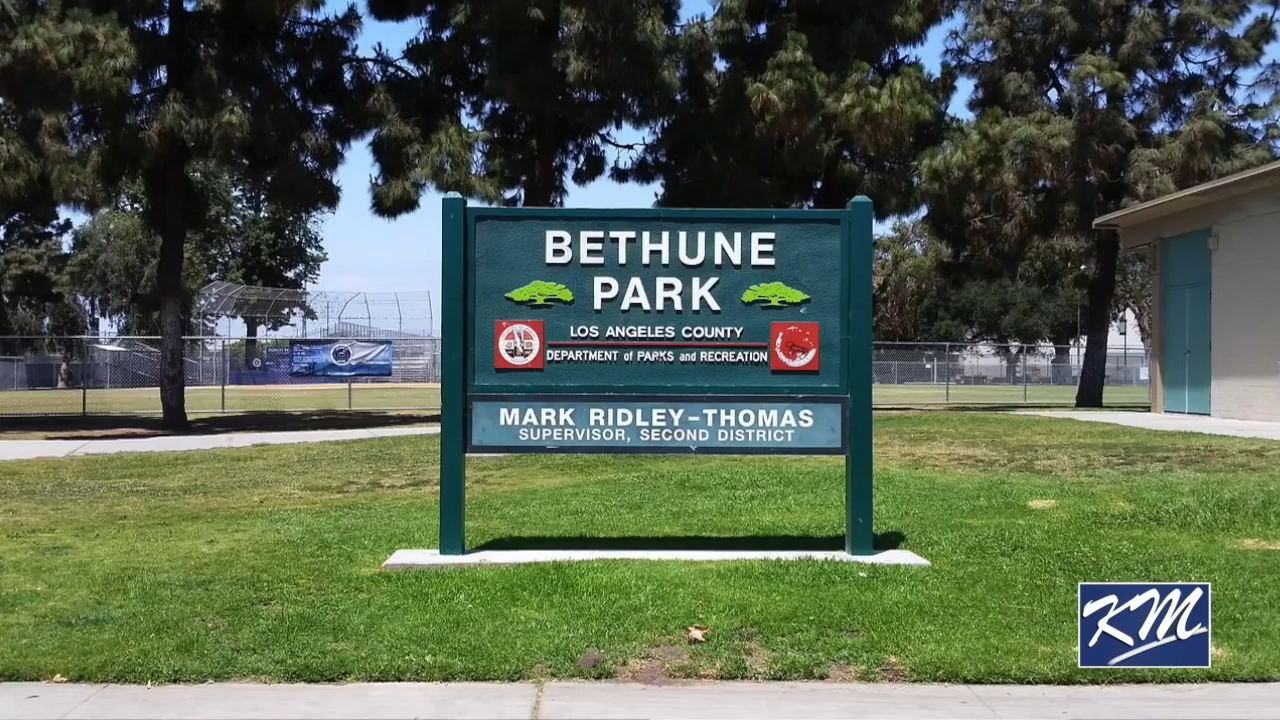 BETHUNE
PARK
LOS ANGELES COUNTY
DEPARTMENT of PARKS and RECREATION
MARK RIDLEY-THOMAS
SUPERVISOR, SECOND DISTRICT
KM